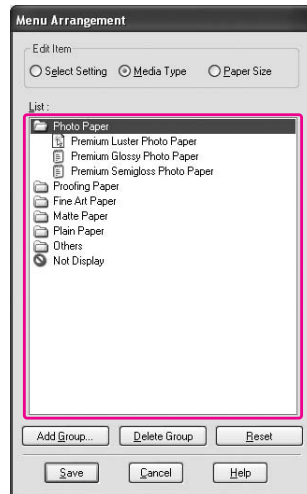 Menu Arrangement
Edit Item
Select Setting Media Type Paper Size
List :
Photo Paper
Premium Luster Photo Paper
Premium Glossy Photo Paper
Premium Semigloss Photo Paper
Proofing Paper
Fine Art Paper
Matte Paper
Plain Paper
Others
Not Display
Add Group... Delete Group Reset
Save Cancel Help